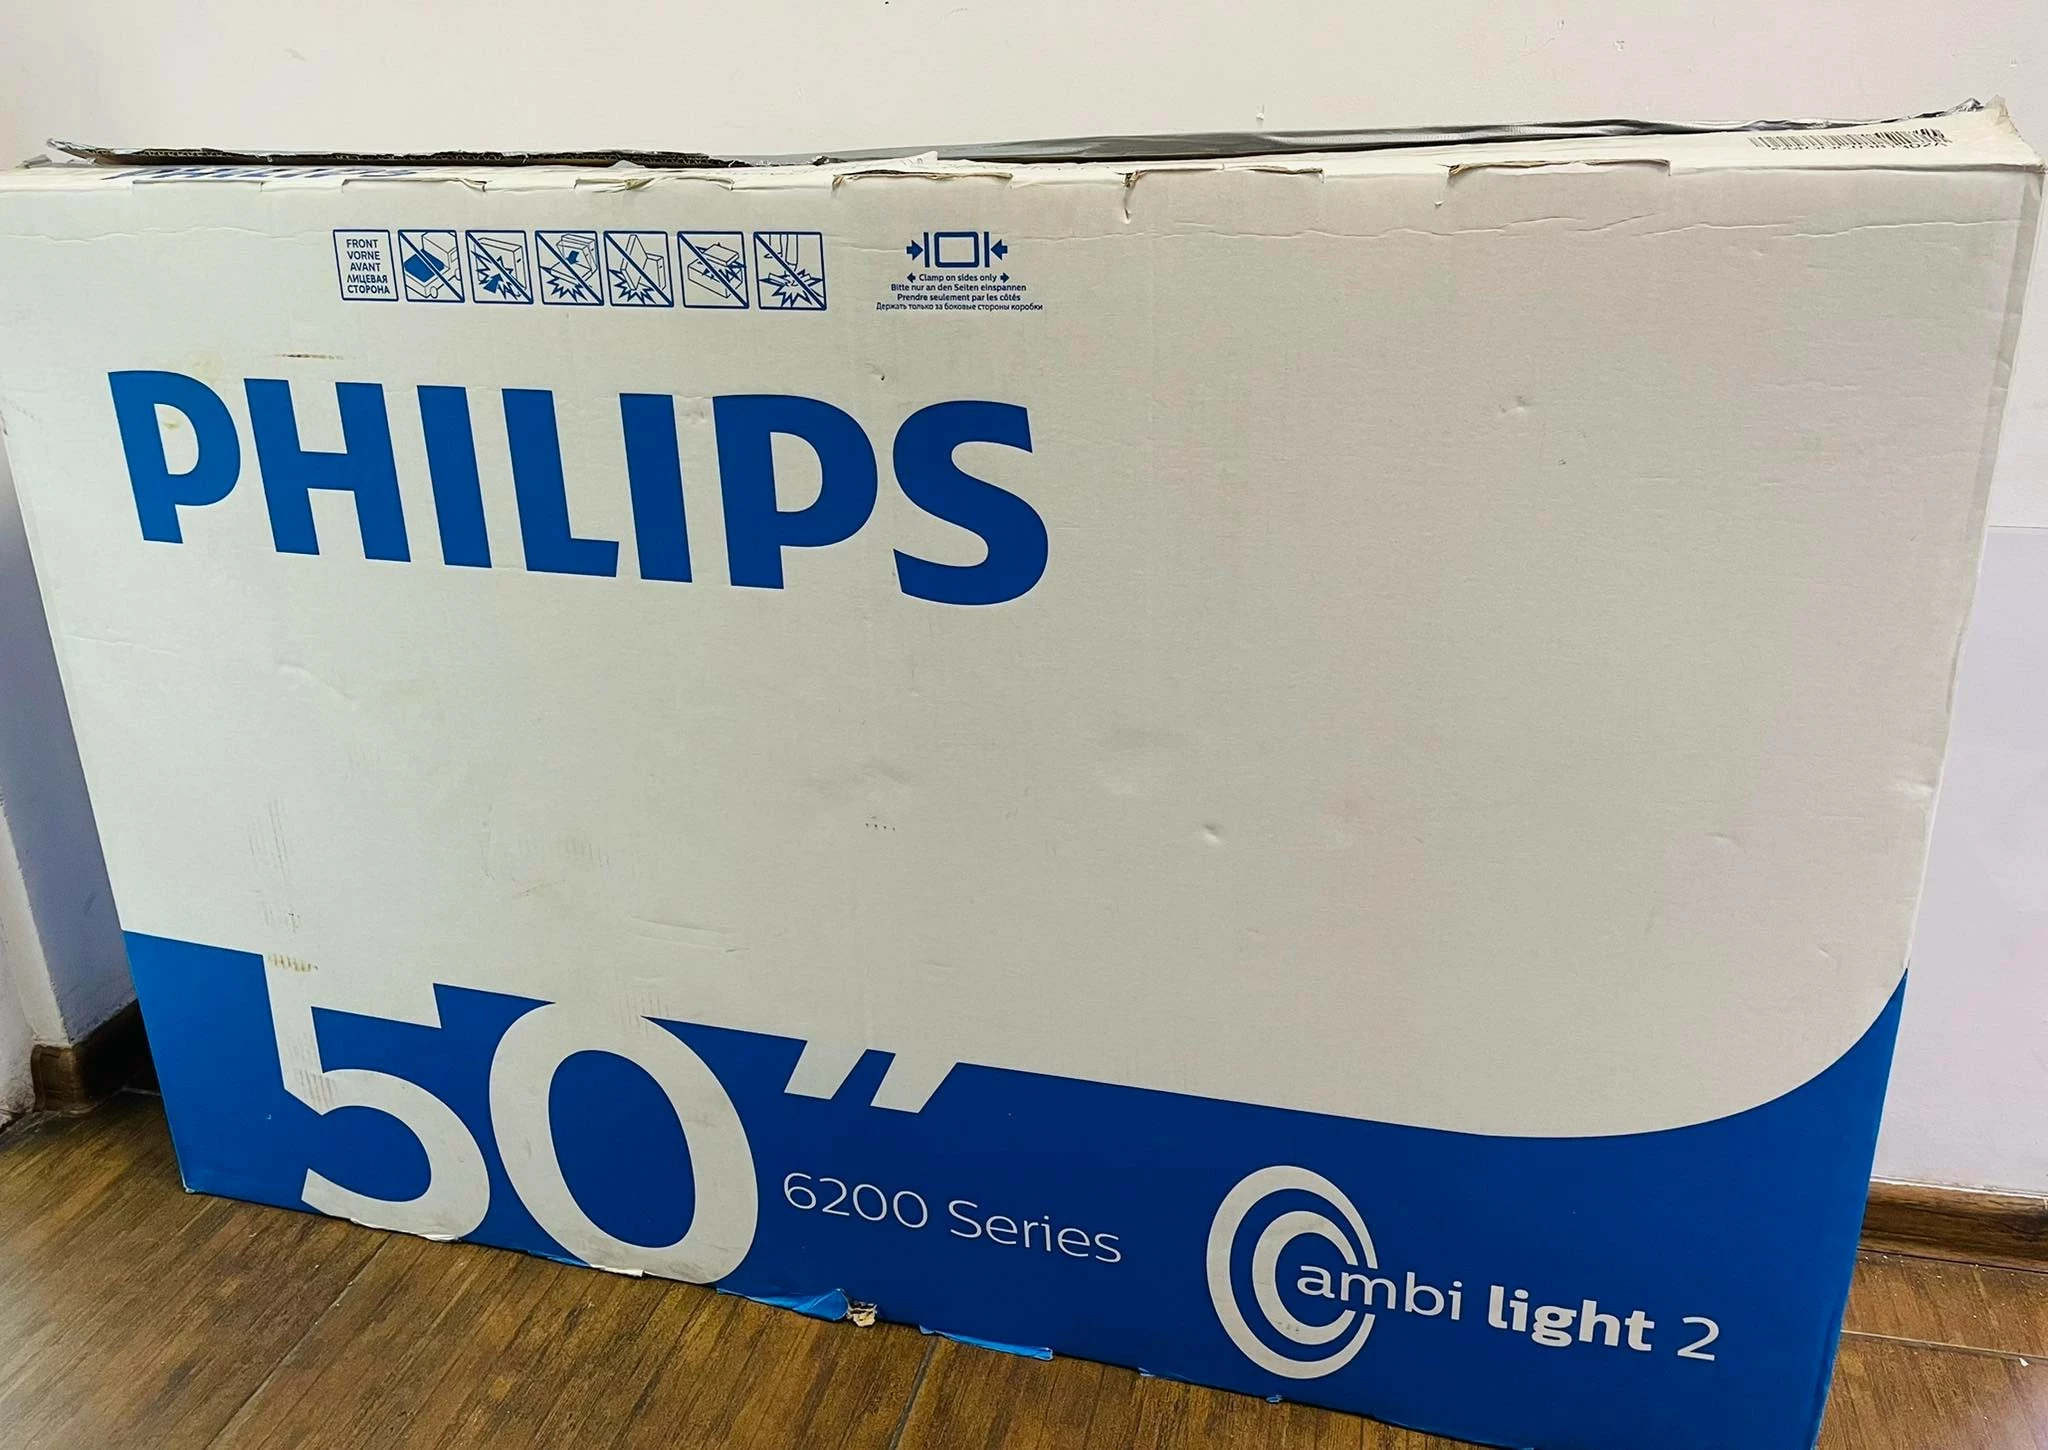 PHILIPS
FRONT
VORNE
AVANT
ЛИЦЕВАЯ
СТОРОНА
Clamp on sides only
Bitte nur an den Seiten einspannen
Prendre seulement par les côtés
Держать только за боковые стороны коробки
PHILIPS
50"
6200 Series
ambi light 2